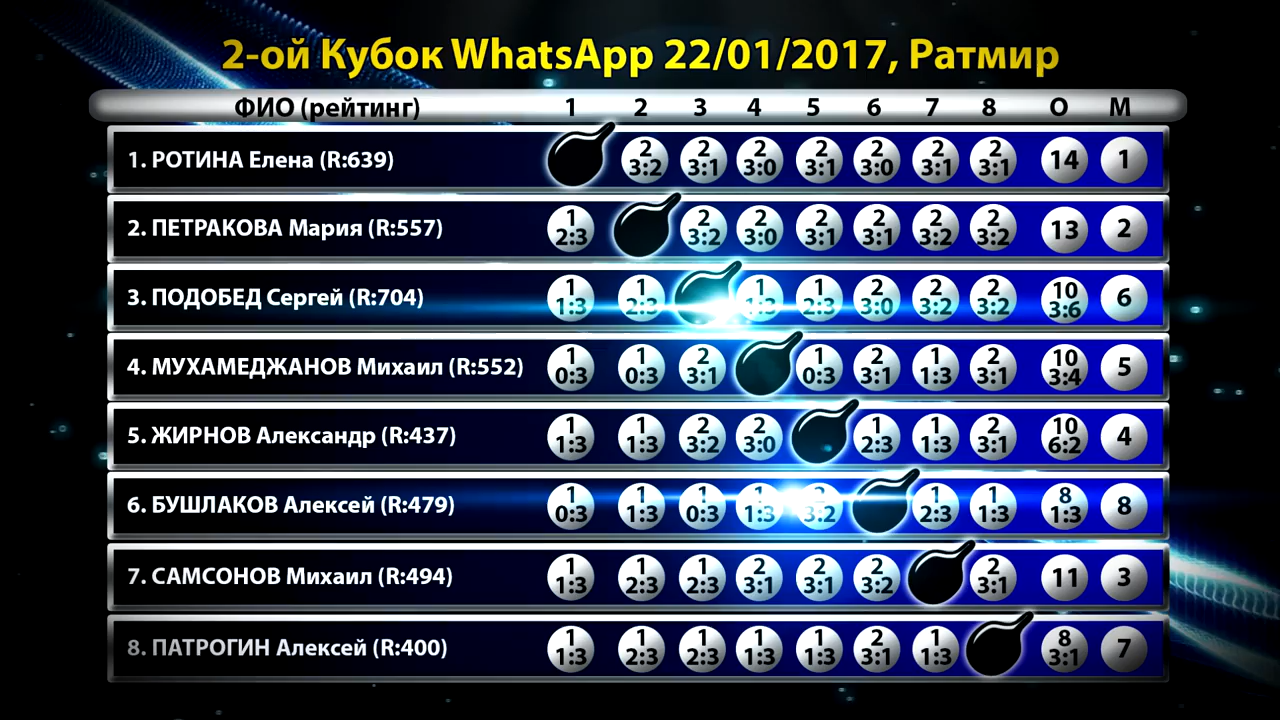 2-ой Кубок WhatsApp 22/01/2017, Ратмир
ФИО (рейтинг) 1 2 3 4 5 6 7 8 О М
1. РОТИНА Елена (R:639) 2 3:2 2 3:1 2 3:0 2 3:1 2 3:0 2 3:1 2 3:1 14 1
2. ПЕТРАКОВА Мария (R:557) 1 2:3 2 3:2 2 3:0 2 3:1 2 3:1 2 3:2 2 3:2 13 2
3. ПОДОБЕД Сергей (R:704) 1 1:3 1 2:3 1 1:3 1 2:3 2 3:0 2 3:2 2 3:2 10 3:6 6
4. МУХАМЕДЖАНОВ Михаил (R:552) 1 0:3 1 0:3 2 3:1 1 0:3 2 3:1 1 1:3 2 3:1 10 3:4 5
5. ЖИРНОВ Александр (R:437) 1 1:3 1 1:3 2 3:2 2 3:0 1 2:3 1 1:3 2 3:1 10 6:2 4
6. БУШЛАКОВ Алексей (R:479) 1 0:3 1 1:3 1 0:3 1 1:3 2 3:2 1 2:3 1 1:3 8 1:3 8
7. САМСОНОВ Михаил (R:494) 1 1:3 1 2:3 1 2:3 2 3:1 2 3:1 2 3:2 2 3:1 11 3
8. ПАТРОГИН Алексей (R:400) 1 1:3 1 2:3 1 2:3 1 1:3 1 1:3 2 3:1 1 1:3 8 3:1 7